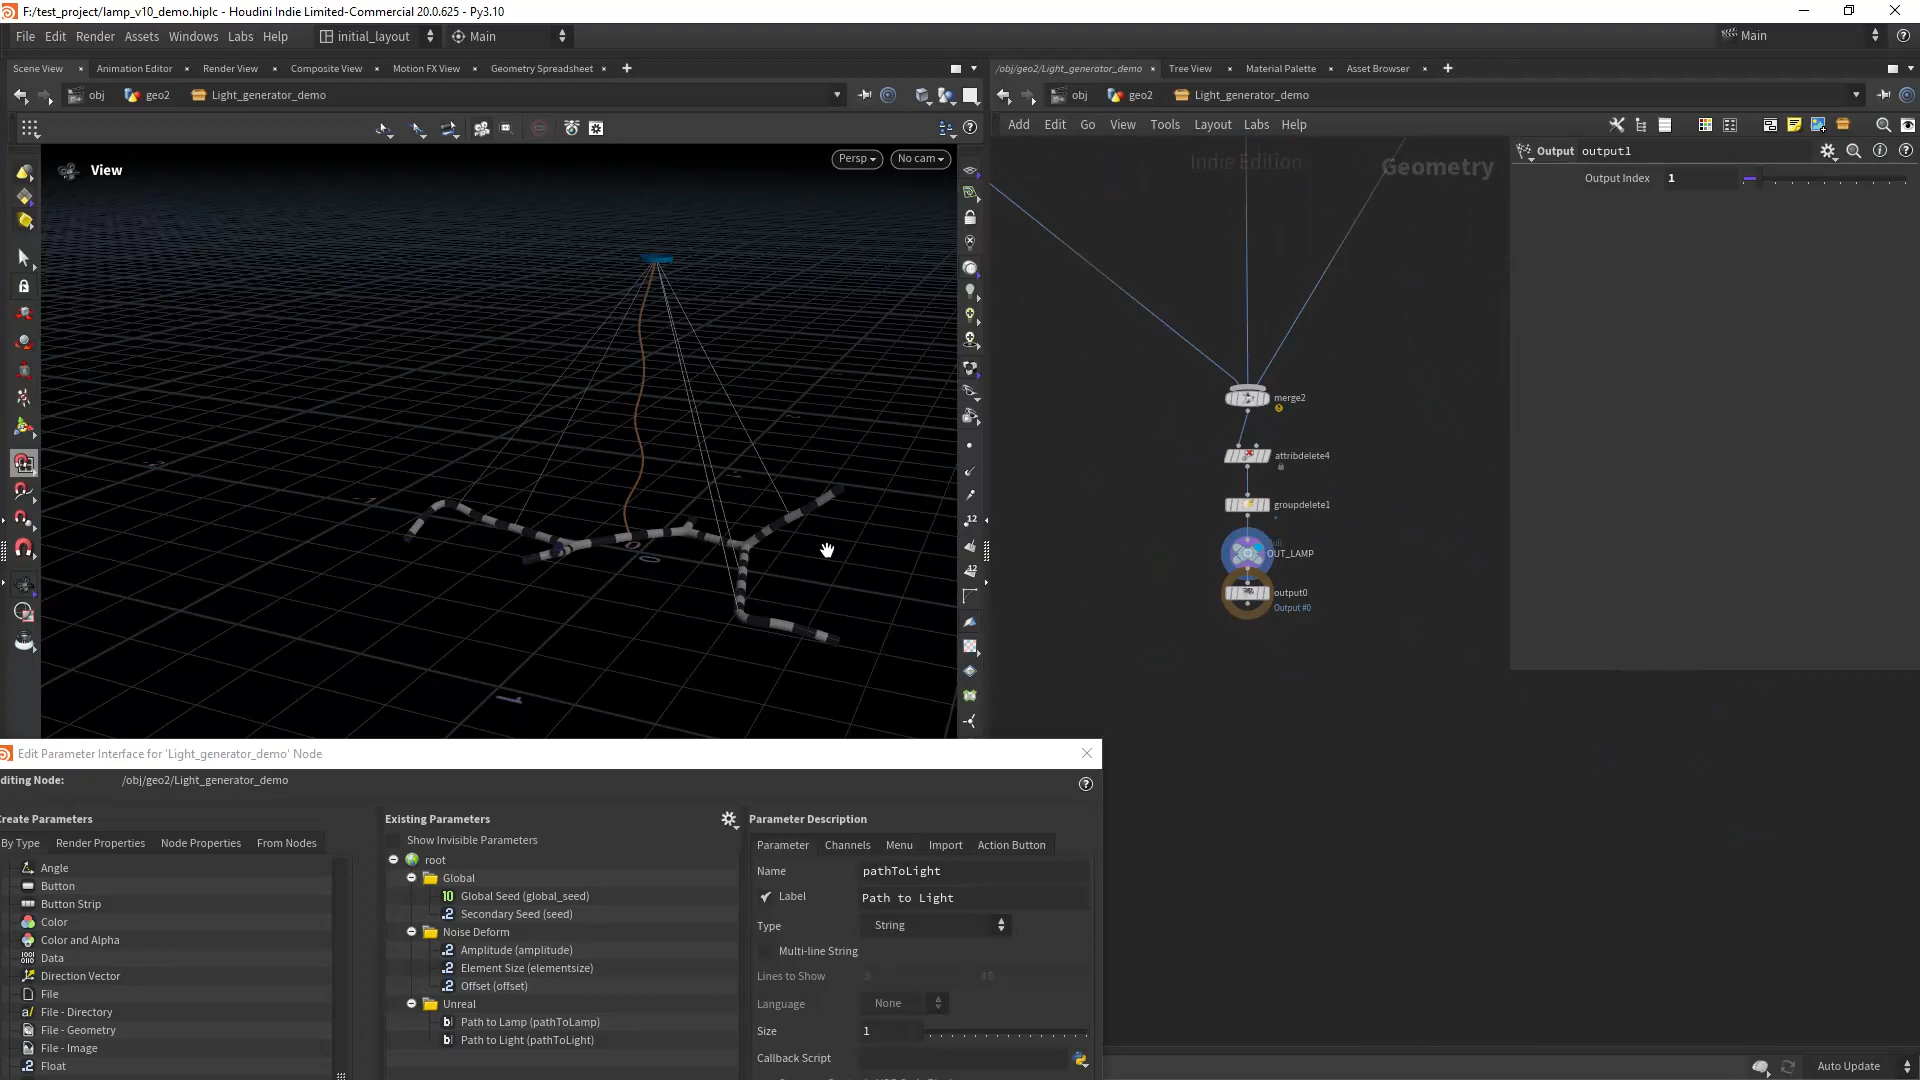 F:/test_project/lamp_v10_demo.hiplc - Houdini Indie Limited-Commercial 20.0.625 - Py3.10
File Edit Render Assets Windows Labs Help initial_layout Main Main
Scene View Animation Editor Render View Composite View Motion FX View Geometry Spreadsheet
/obj/geo2/Light_generator_demo Tree View Material Palette Asset Browser
obj geo2 Light_generator_demo
obj geo2 Light_generator_demo
Add Edit Go View Tools Layout Labs Help
View
Persp
No cam
Indie Edition
Geometry
Output output1
Output Index 1
merge2
attribdelete4
groupdelete1
Null
OUT_LAMP
output0
Output #0
12
12
Edit Parameter Interface for 'Light_generator_demo' Node
diting Node: /obj/geo2/Light_generator_demo
Create Parameters
By Type Render Properties Node Properties From Nodes
Angle
Button
Button Strip
Color
Color and Alpha
Data
Direction Vector
File
File - Directory
File - Geometry
File - Image
Float
Existing Parameters
Show Invisible Parameters
root
Global
Global Seed (global_seed)
Secondary Seed (seed)
Noise Deform
Amplitude (amplitude)
Element Size (elementsize)
Offset (offset)
Unreal
Path to Lamp (pathToLamp)
Path to Light (pathToLight)
Parameter Description
Parameter Channels Menu Import Action Button
Name pathToLight
Label Path to Light
Type String
Multi-line String
Lines to Show 8 40
Language None
Size 1
Callback Script
Auto Update